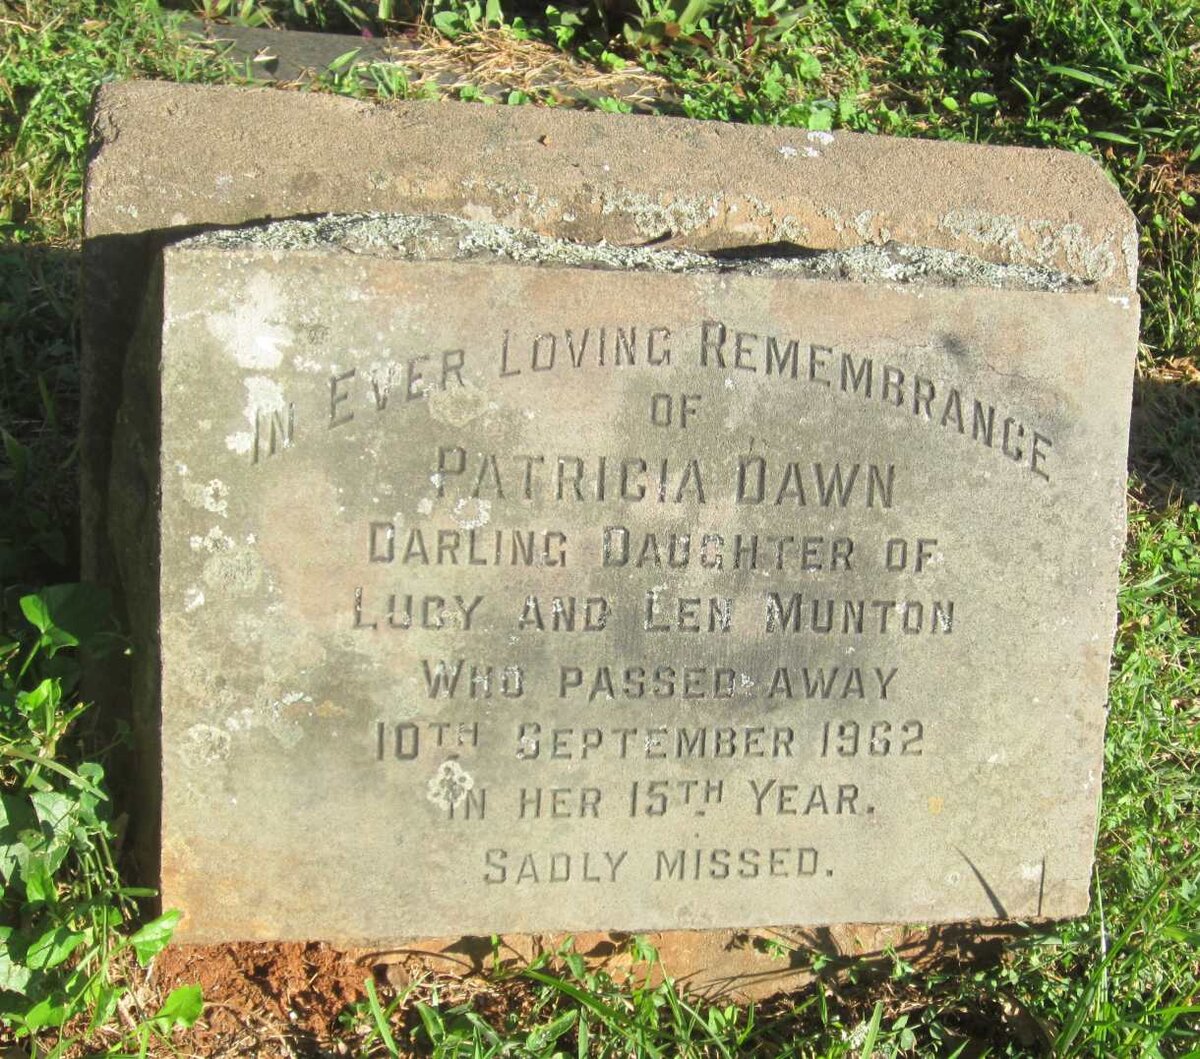 IN EVER LOVING REMEMBRANCE
OF
PATRICIA DAWN
DARLING DAUGHTER OF
LUCY AND LEN MUNTON
WHO PASSED AWAY
10TH SEPTEMBER 1962
IN HER 15TH YEAR.
SADLY MISSED.